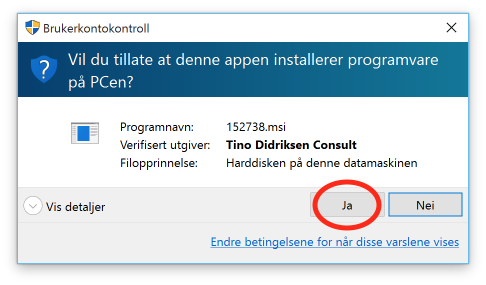 Brukerkontokontroll
Vil du tillate at denne appen installerer programvare
på PCen?
Programnavn: 152738.msi
Verifisert utgiver: Tino Didriksen Consult
Filopprinnelse: Harddisken på denne datamaskinen
Vis detaljer Ja Nei
Endre betingelsene for når disse varslene vises